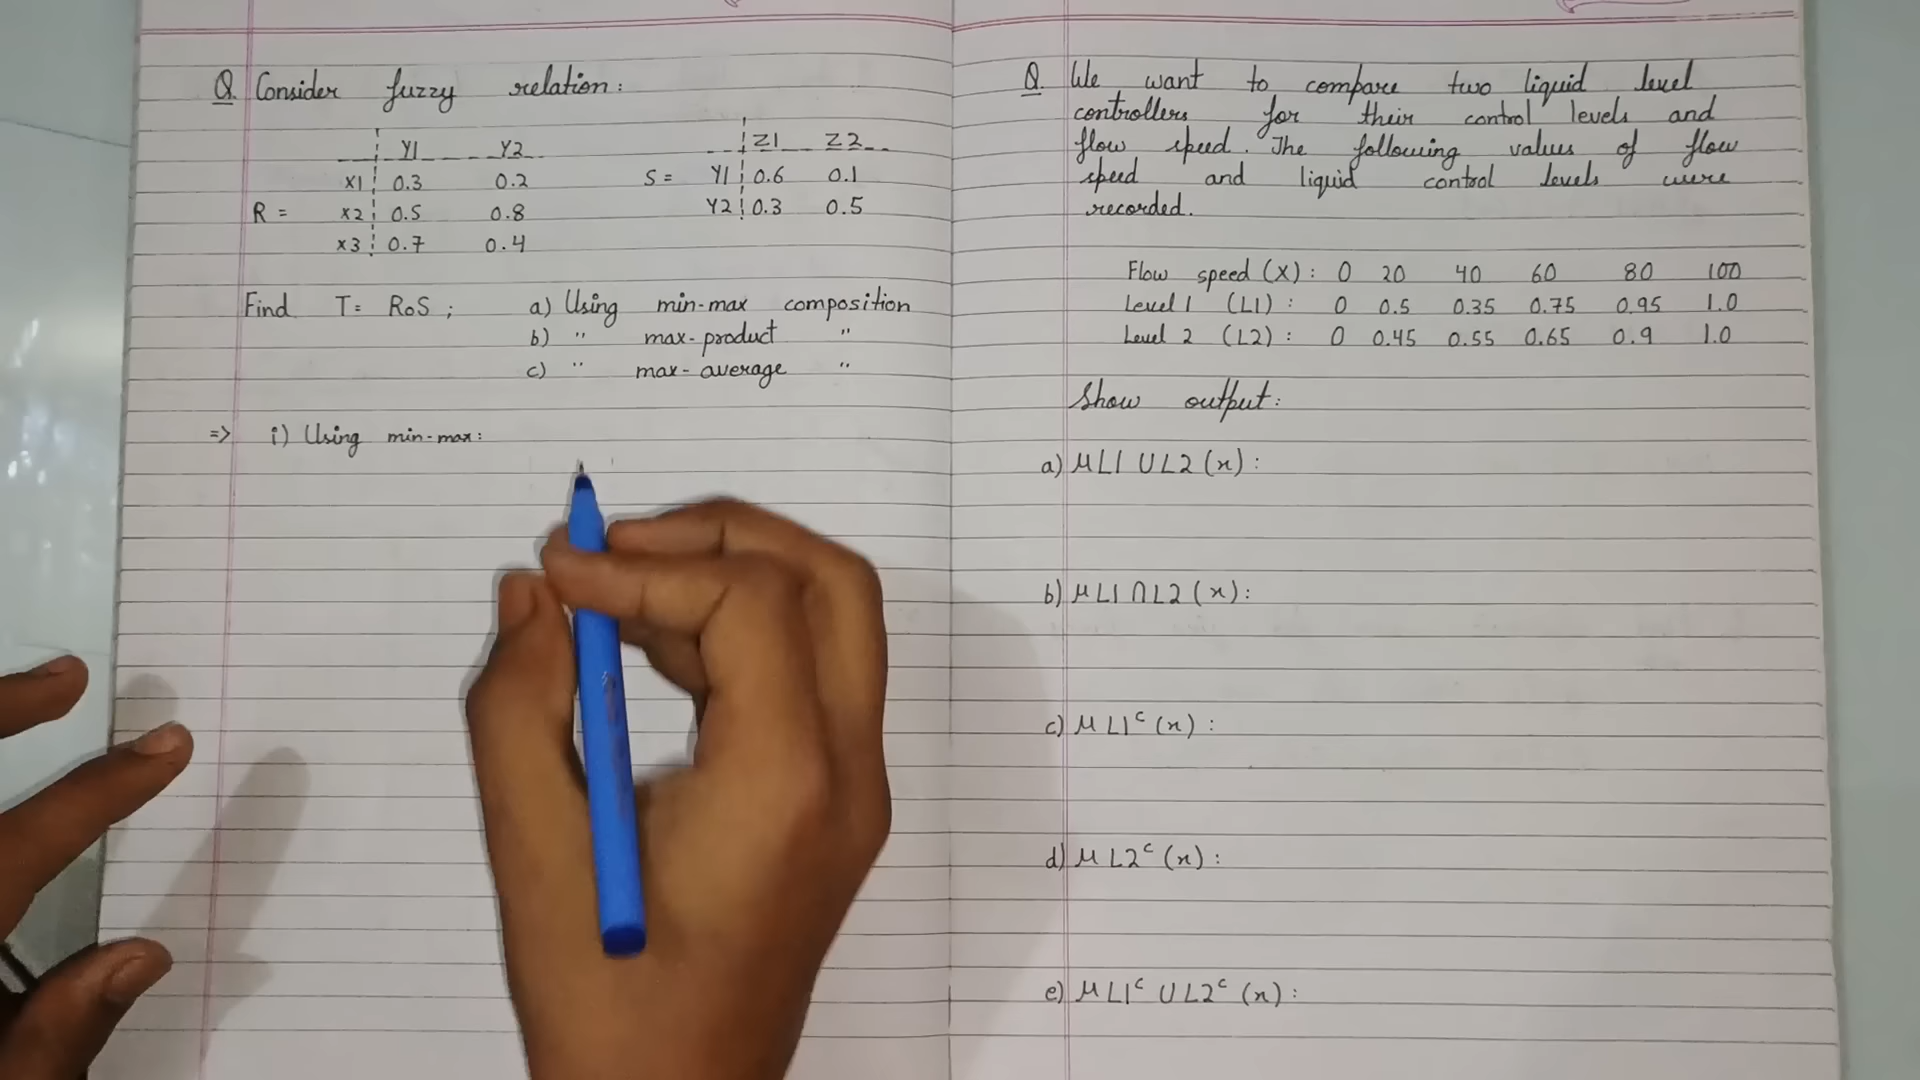 Q Consider fuzzy relation:
Y1 Y2
X1 0.3 0.2
R = X2 0.5 0.8
X3 0.7 0.4
Z1 Z2
S = Y1 0.6 0.1
Y2 0.3 0.5
Find T = RoS ; a) Using min-max composition
b) " max-product "
c) " max-average "
=> i) Using min-max:
Q. We want to compare two liquid level
controllers for their control levels and
flow speed. The following values of flow
speed and liquid control levels were
recorded.
Flow speed (X) : 0 20 40 60 80 100
Level 1 (L1) : 0 0.5 0.35 0.75 0.95 1.0
Level 2 (L2) : 0 0.45 0.55 0.65 0.9 1.0
Show output:
a) μ L1 ∪ L2 (x) :
b) μ L1 ∩ L2 (x) :
c) μ L1ᶜ (x) :
d) μ L2ᶜ (x) :
e) μ L1ᶜ ∪ L2ᶜ (x) :